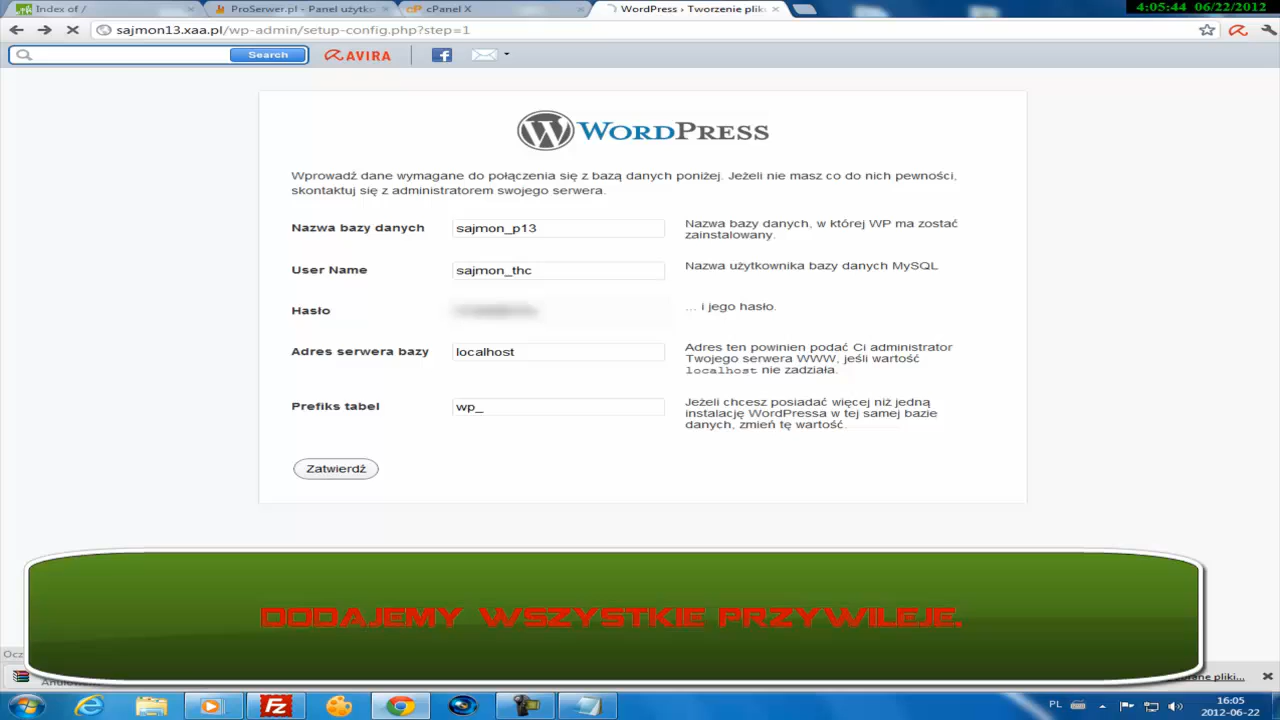 Index of /
ProSerwer.pl - Panel użytko
cPanel X
WordPress › Tworzenie plik
4:05:44 06/22/2012
sajmon13.xaa.pl/wp-admin/setup-config.php?step=1
Search
AVIRA
WORDPRESS
Wprowadź dane wymagane do połączenia się z bazą danych poniżej. Jeżeli nie masz co do nich pewności,
skontaktuj się z administratorem swojego serwera.
Nazwa bazy danych
sajmon_p13
Nazwa bazy danych, w której WP ma zostać
zainstalowany.
User Name
sajmon_thc
Nazwa użytkownika bazy danych MySQL
Hasło
... i jego hasło.
Adres serwera bazy
localhost
Adres ten powinien podać Ci administrator
Twojego serwera WWW, jeśli wartość
localhost nie zadziała.
Prefiks tabel
wp_
Jeżeli chcesz posiadać więcej niż jedną
instalację WordPressa w tej samej bazie
danych, zmień tę wartość.
Zatwierdź
DODAJEMY WSZYSTKIE PRZYWILEJE.
PL
16:05
2012-06-22